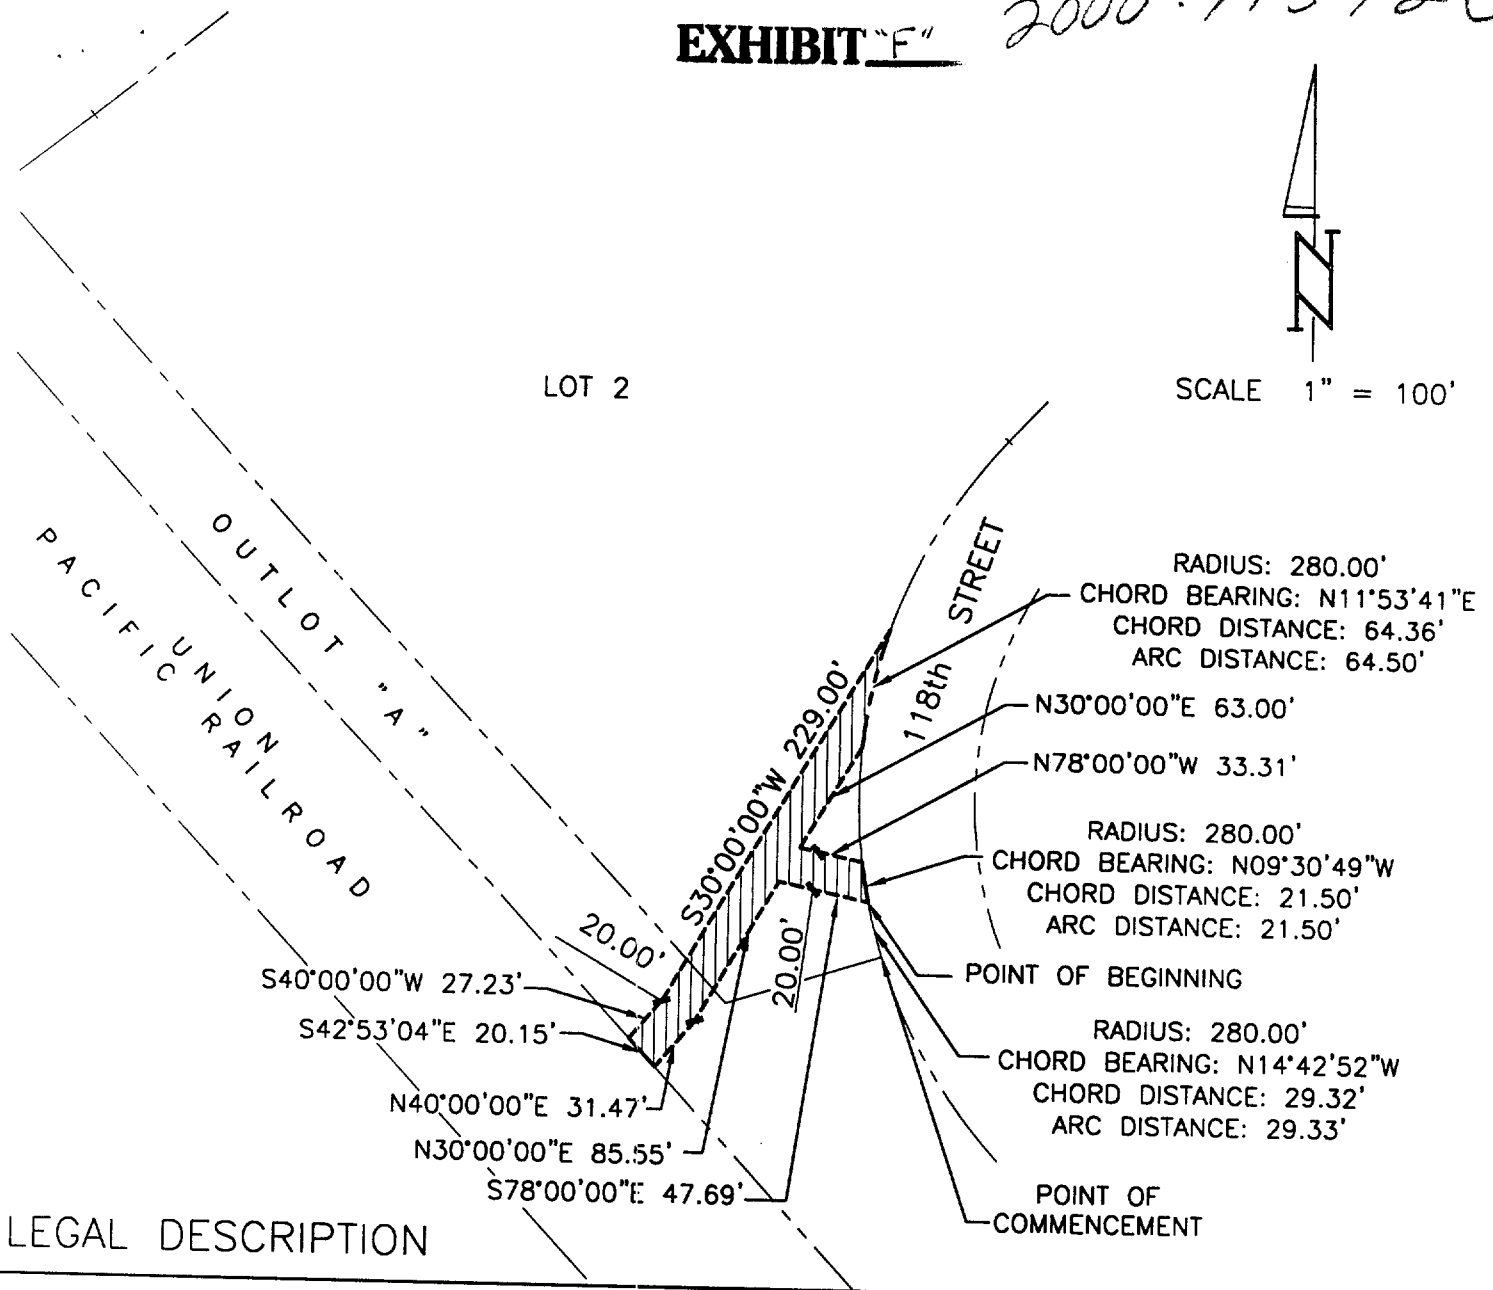 EXHIBIT "F"
LOT 2
SCALE 1" = 100'
OUTLOT "A"
UNION
PACIFIC RAILROAD
118th STREET
RADIUS: 280.00'
CHORD BEARING: N11°53'41"E
CHORD DISTANCE: 64.36'
ARC DISTANCE: 64.50'
N30°00'00"E 63.00'
N78°00'00"W 33.31'
S30°00'00"W 229.00'
RADIUS: 280.00'
CHORD BEARING: N09°30'49"W
CHORD DISTANCE: 21.50'
ARC DISTANCE: 21.50'
20.00'
20.00'
S40°00'00"W 27.23'
POINT OF BEGINNING
S42°53'04"E 20.15'
RADIUS: 280.00'
CHORD BEARING: N14°42'52"W
CHORD DISTANCE: 29.32'
ARC DISTANCE: 29.33'
N40°00'00"E 31.47'
N30°00'00"E 85.55'
S78°00'00"E 47.69'
POINT OF
COMMENCEMENT
LEGAL DESCRIPTION
N